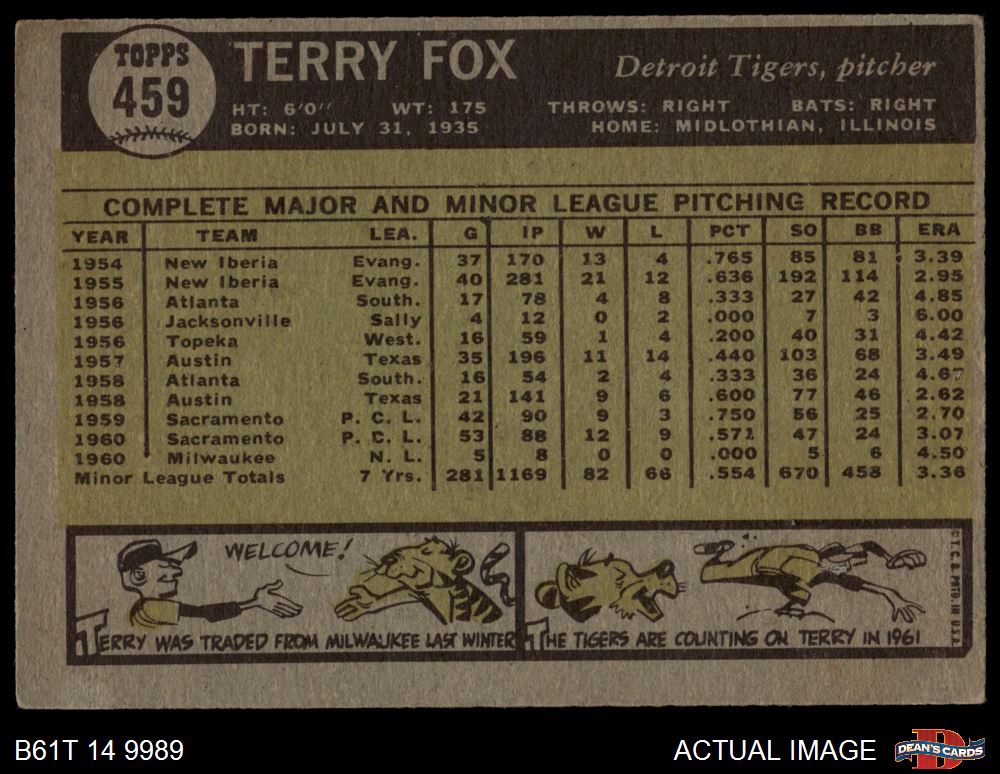 TOPPS
459
TERRY FOX
Detroit Tigers, pitcher
HT: 6'0" WT: 175 THROWS: RIGHT BATS: RIGHT
BORN: JULY 31, 1935 HOME: MIDLOTHIAN, ILLINOIS
COMPLETE MAJOR AND MINOR LEAGUE PITCHING RECORD
YEAR TEAM LEA. G IP W L PCT SO BB ERA
1954 New Iberia Evang. 37 170 13 4 .765 85 81 3.39
1955 New Iberia Evang. 40 281 21 12 .636 192 114 2.95
1956 Atlanta South. 17 78 4 8 .333 27 42 4.85
1956 Jacksonville Sally 4 12 0 2 .000 7 3 6.00
1956 Topeka West. 16 59 1 4 .200 40 31 4.42
1957 Austin Texas 35 196 11 14 .440 103 68 3.49
1958 Atlanta South. 16 54 2 4 .333 36 24 4.67
1958 Austin Texas 21 141 9 6 .600 77 46 2.62
1959 Sacramento P. C. L. 42 90 9 3 .750 56 25 2.70
1960 Sacramento P. C. L. 53 88 12 9 .571 47 24 3.07
1960 Milwaukee N. L. 5 8 0 0 .000 5 6 4.50
Minor League Totals 7 Yrs. 281 1169 82 66 .554 670 458 3.36
WELCOME!
TERRY WAS TRADED FROM MILWAUKEE LAST WINTER
THE TIGERS ARE COUNTING ON TERRY IN 1961
© T. C. G. PRTD. IN U.S.A.
B61T 14 9989
ACTUAL IMAGE
DEAN'S CARDS